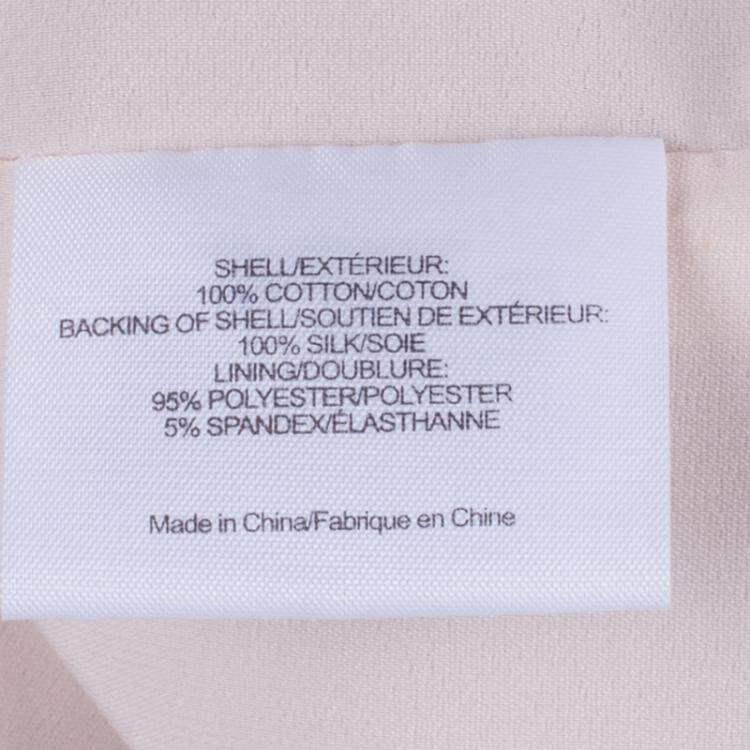 SHELL/EXTÉRIEUR:
100% COTTON/COTON
BACKING OF SHELL/SOUTIEN DE EXTÉRIEUR:
100% SILK/SOIE
LINING/DOUBLURE:
95% POLYESTER/POLYESTER
5% SPANDEX/ÉLASTHANNE
Made in China/Fabrique en Chine